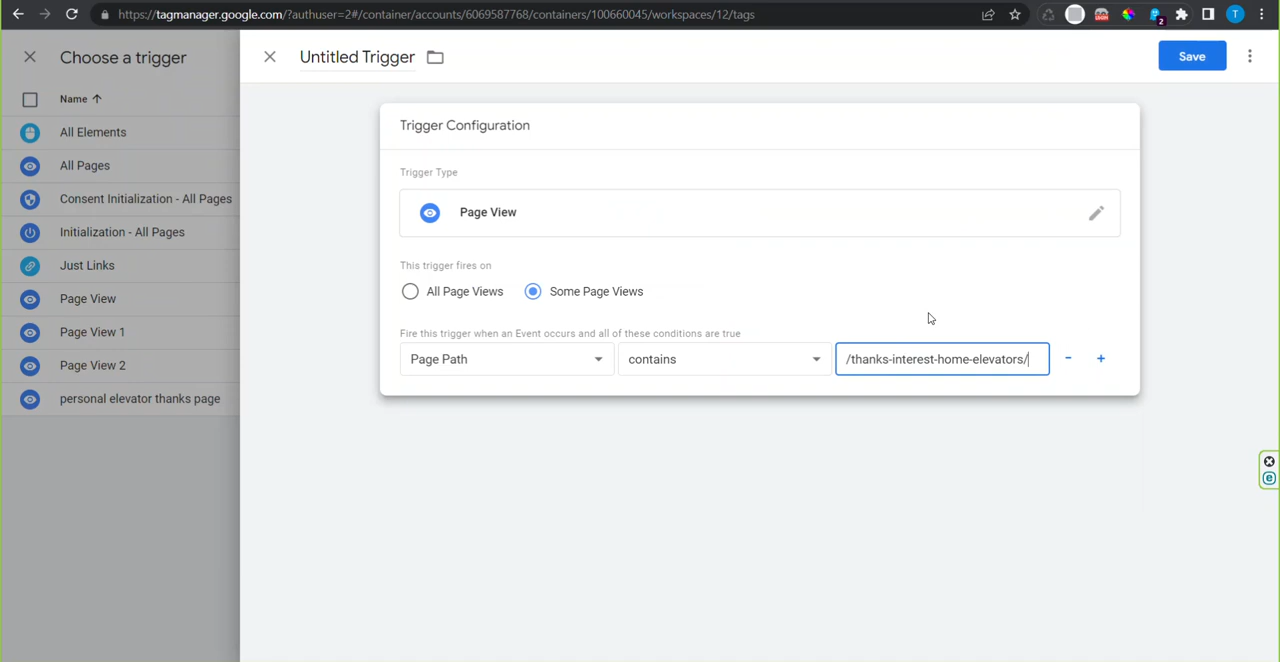 https://tagmanager.google.com/?authuser=2#/container/accounts/6069587768/containers/100660045/workspaces/12/tags
2
T
Choose a trigger
Untitled Trigger
Save
Name
All Elements
All Pages
Consent Initialization - All Pages
Initialization - All Pages
Just Links
Page View
Page View 1
Page View 2
personal elevator thanks page
Trigger Configuration
Trigger Type
Page View
This trigger fires on
All Page Views
Some Page Views
Fire this trigger when an Event occurs and all of these conditions are true
Page Path
contains
/thanks-interest-home-elevators/
- +
e